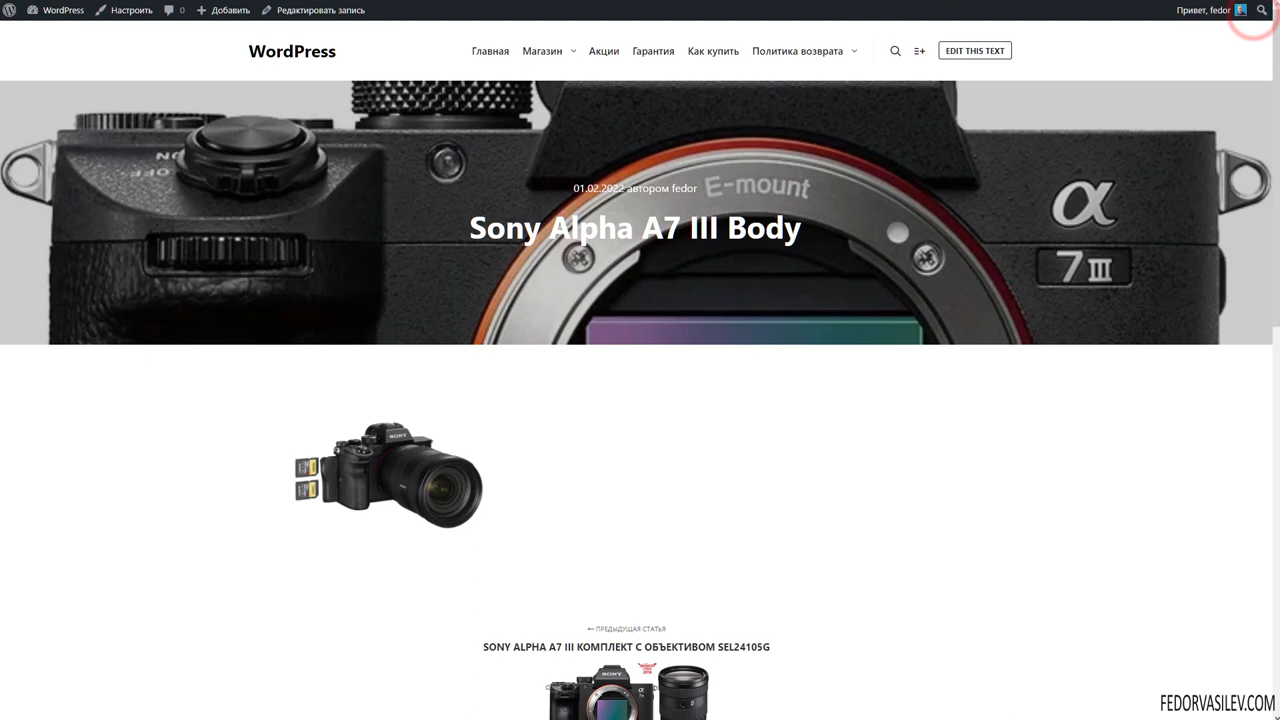 WordPress Настроить 0 Добавить Редактировать запись Привет, fedor
WordPress Главная Магазин Акции Гарантия Как купить Политика возврата EDIT THIS TEXT
E-mount
01.02.2022 автором fedor
Sony Alpha A7 III Body
α
7III
SONY
← ПРЕДЫДУЩАЯ СТАТЬЯ
SONY ALPHA A7 III КОМПЛЕКТ С ОБЪЕКТИВОМ SEL24105G
SONY
FEDORVASILEV.COM